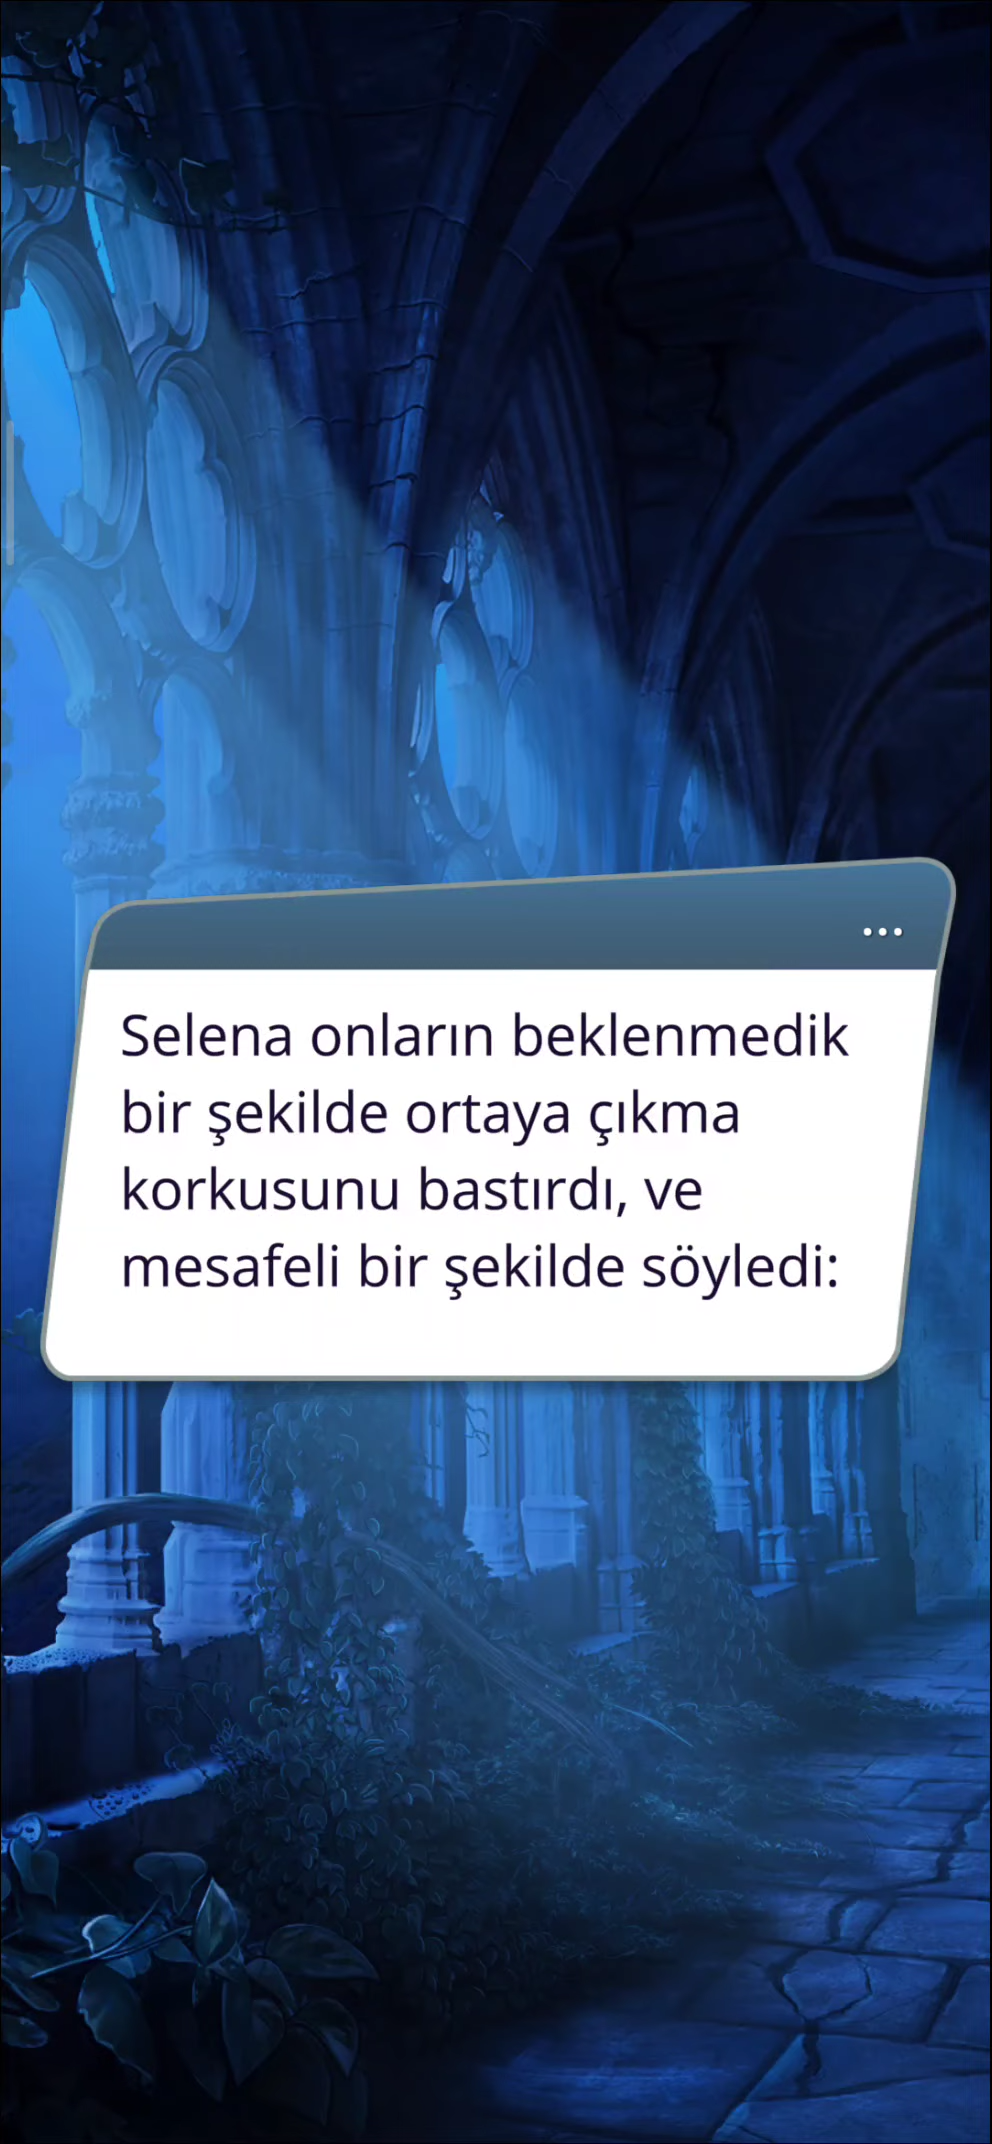 Selena onların beklenmedik
bir şekilde ortaya çıkma
korkusunu bastırdı, ve
mesafeli bir şekilde söyledi: